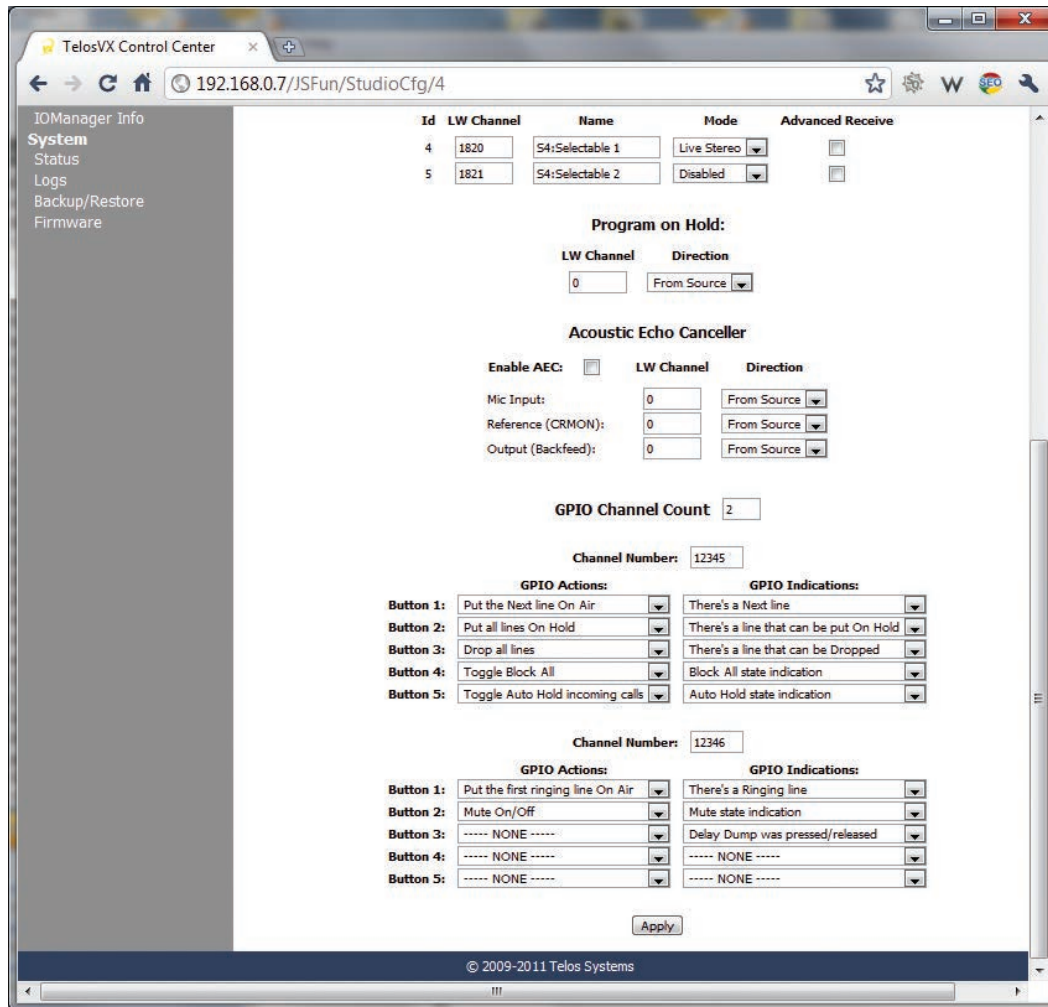 TelosVX Control Center
192.168.0.7/JSFun/StudioCfg/4
W
SEO
IOManager Info
System
Status
Logs
Backup/Restore
Firmware
Id LW Channel Name Mode Advanced Receive
4 1820 S4:Selectable 1 Live Stereo
5 1821 S4:Selectable 2 Disabled
Program on Hold:
LW Channel Direction
0 From Source
Acoustic Echo Canceller
Enable AEC: LW Channel Direction
Mic Input: 0 From Source
Reference (CRMON): 0 From Source
Output (Backfeed): 0 From Source
GPIO Channel Count 2
Channel Number: 12345
GPIO Actions: GPIO Indications:
Button 1: Put the Next line On Air There's a Next line
Button 2: Put all lines On Hold There's a line that can be put On Hold
Button 3: Drop all lines There's a line that can be Dropped
Button 4: Toggle Block All Block All state indication
Button 5: Toggle Auto Hold incoming calls Auto Hold state indication
Channel Number: 12346
GPIO Actions: GPIO Indications:
Button 1: Put the first ringing line On Air There's a Ringing line
Button 2: Mute On/Off Mute state indication
Button 3: ----- NONE ----- Delay Dump was pressed/released
Button 4: ----- NONE ----- ----- NONE -----
Button 5: ----- NONE ----- ----- NONE -----
Apply
© 2009-2011 Telos Systems